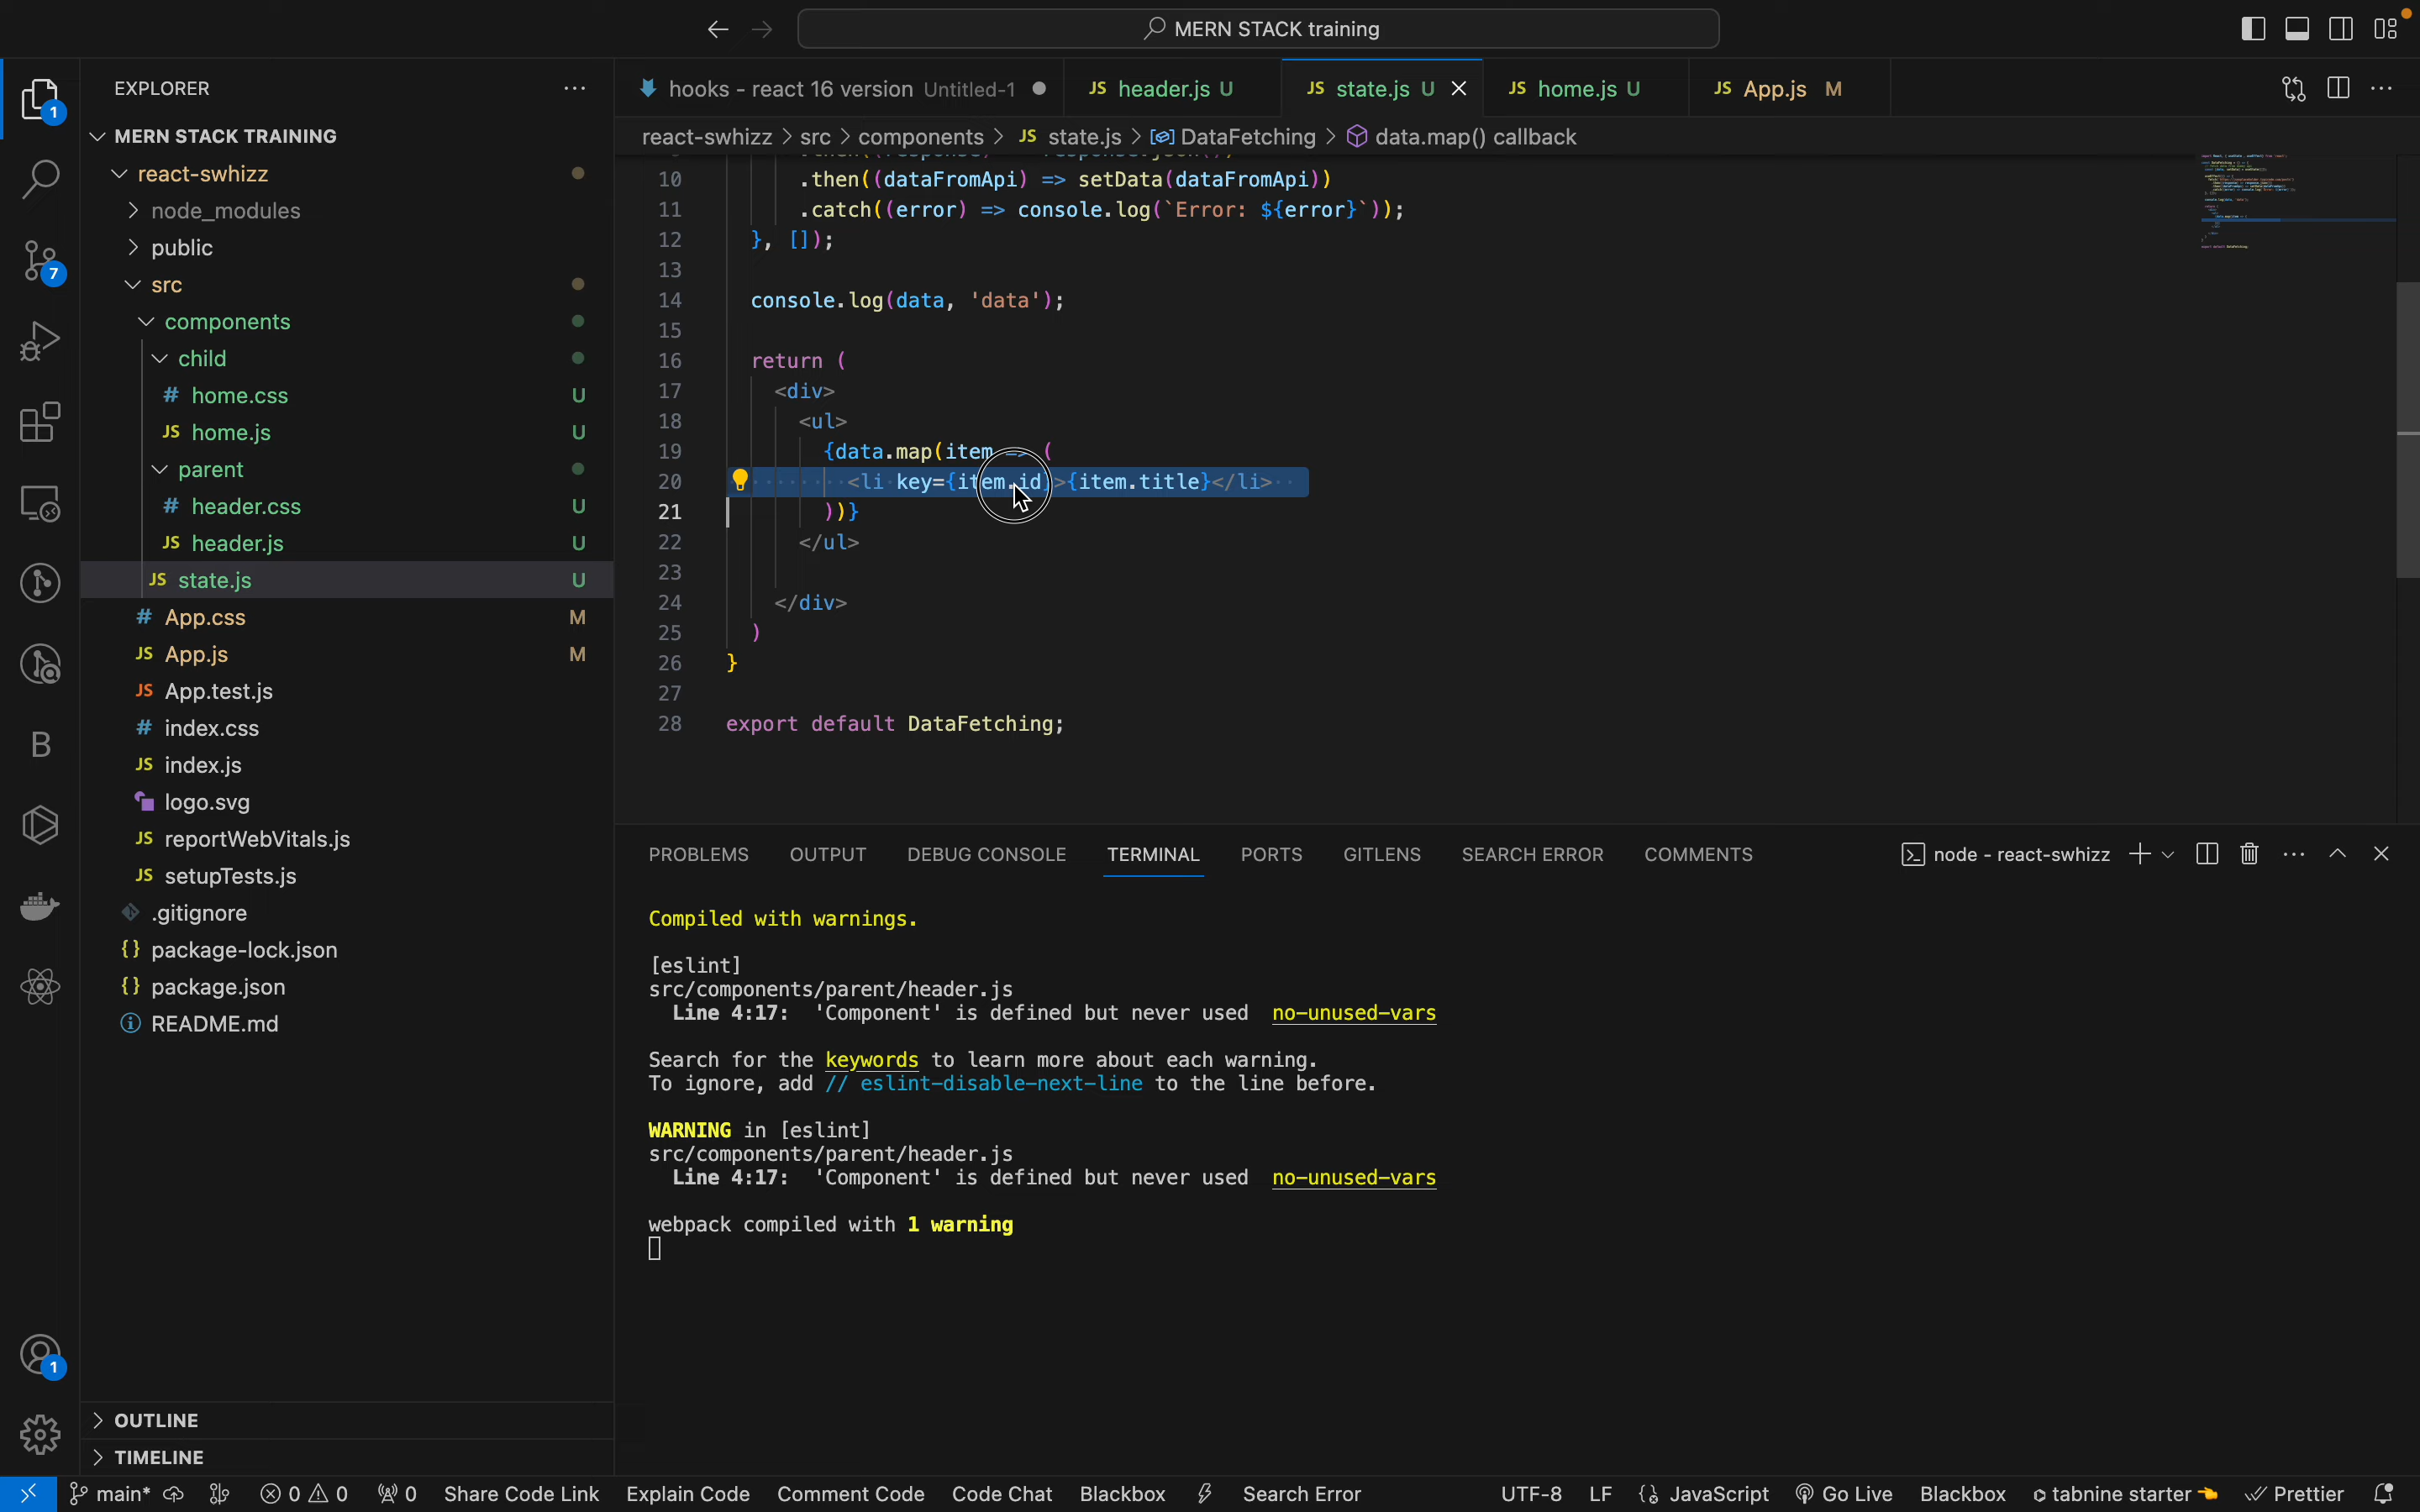 MERN STACK training
EXPLORER
MERN STACK TRAINING
react-swhizz
node_modules
public
src
components
child
# home.css U
JS home.js U
parent
# header.css U
JS header.js U
JS state.js U
# App.css M
JS App.js M
JS App.test.js
# index.css
JS index.js
logo.svg
JS reportWebVitals.js
JS setupTests.js
.gitignore
{} package-lock.json
{} package.json
README.md
OUTLINE
TIMELINE
1
7
B
1
hooks - react 16 version Untitled-1
JS header.js U
JS state.js U
JS home.js U
JS App.js M
react-swhizz > src > components > JS state.js > DataFetching > data.map() callback
10 .then((dataFromApi) => setData(dataFromApi))
11 .catch((error) => console.log(`Error: ${error}`));
12 }, []);
13
14 console.log(data, 'data');
15
16 return (
17 <div>
18 <ul>
19 {data.map(item => (
20 <li key={item.id}>{item.title}</li>
21 ))}
22 </ul>
23
24 </div>
25 )
26 }
27
28 export default DataFetching;
PROBLEMS OUTPUT DEBUG CONSOLE TERMINAL PORTS GITLENS SEARCH ERROR COMMENTS
node - react-swhizz
Compiled with warnings.
[eslint]
src/components/parent/header.js
Line 4:17: 'Component' is defined but never used no-unused-vars
Search for the keywords to learn more about each warning.
To ignore, add // eslint-disable-next-line to the line before.
WARNING in [eslint]
src/components/parent/header.js
Line 4:17: 'Component' is defined but never used no-unused-vars
webpack compiled with 1 warning
main* 0 0 0 Share Code Link Explain Code Comment Code Code Chat Blackbox Search Error UTF-8 LF JavaScript Go Live Blackbox tabnine starter Prettier